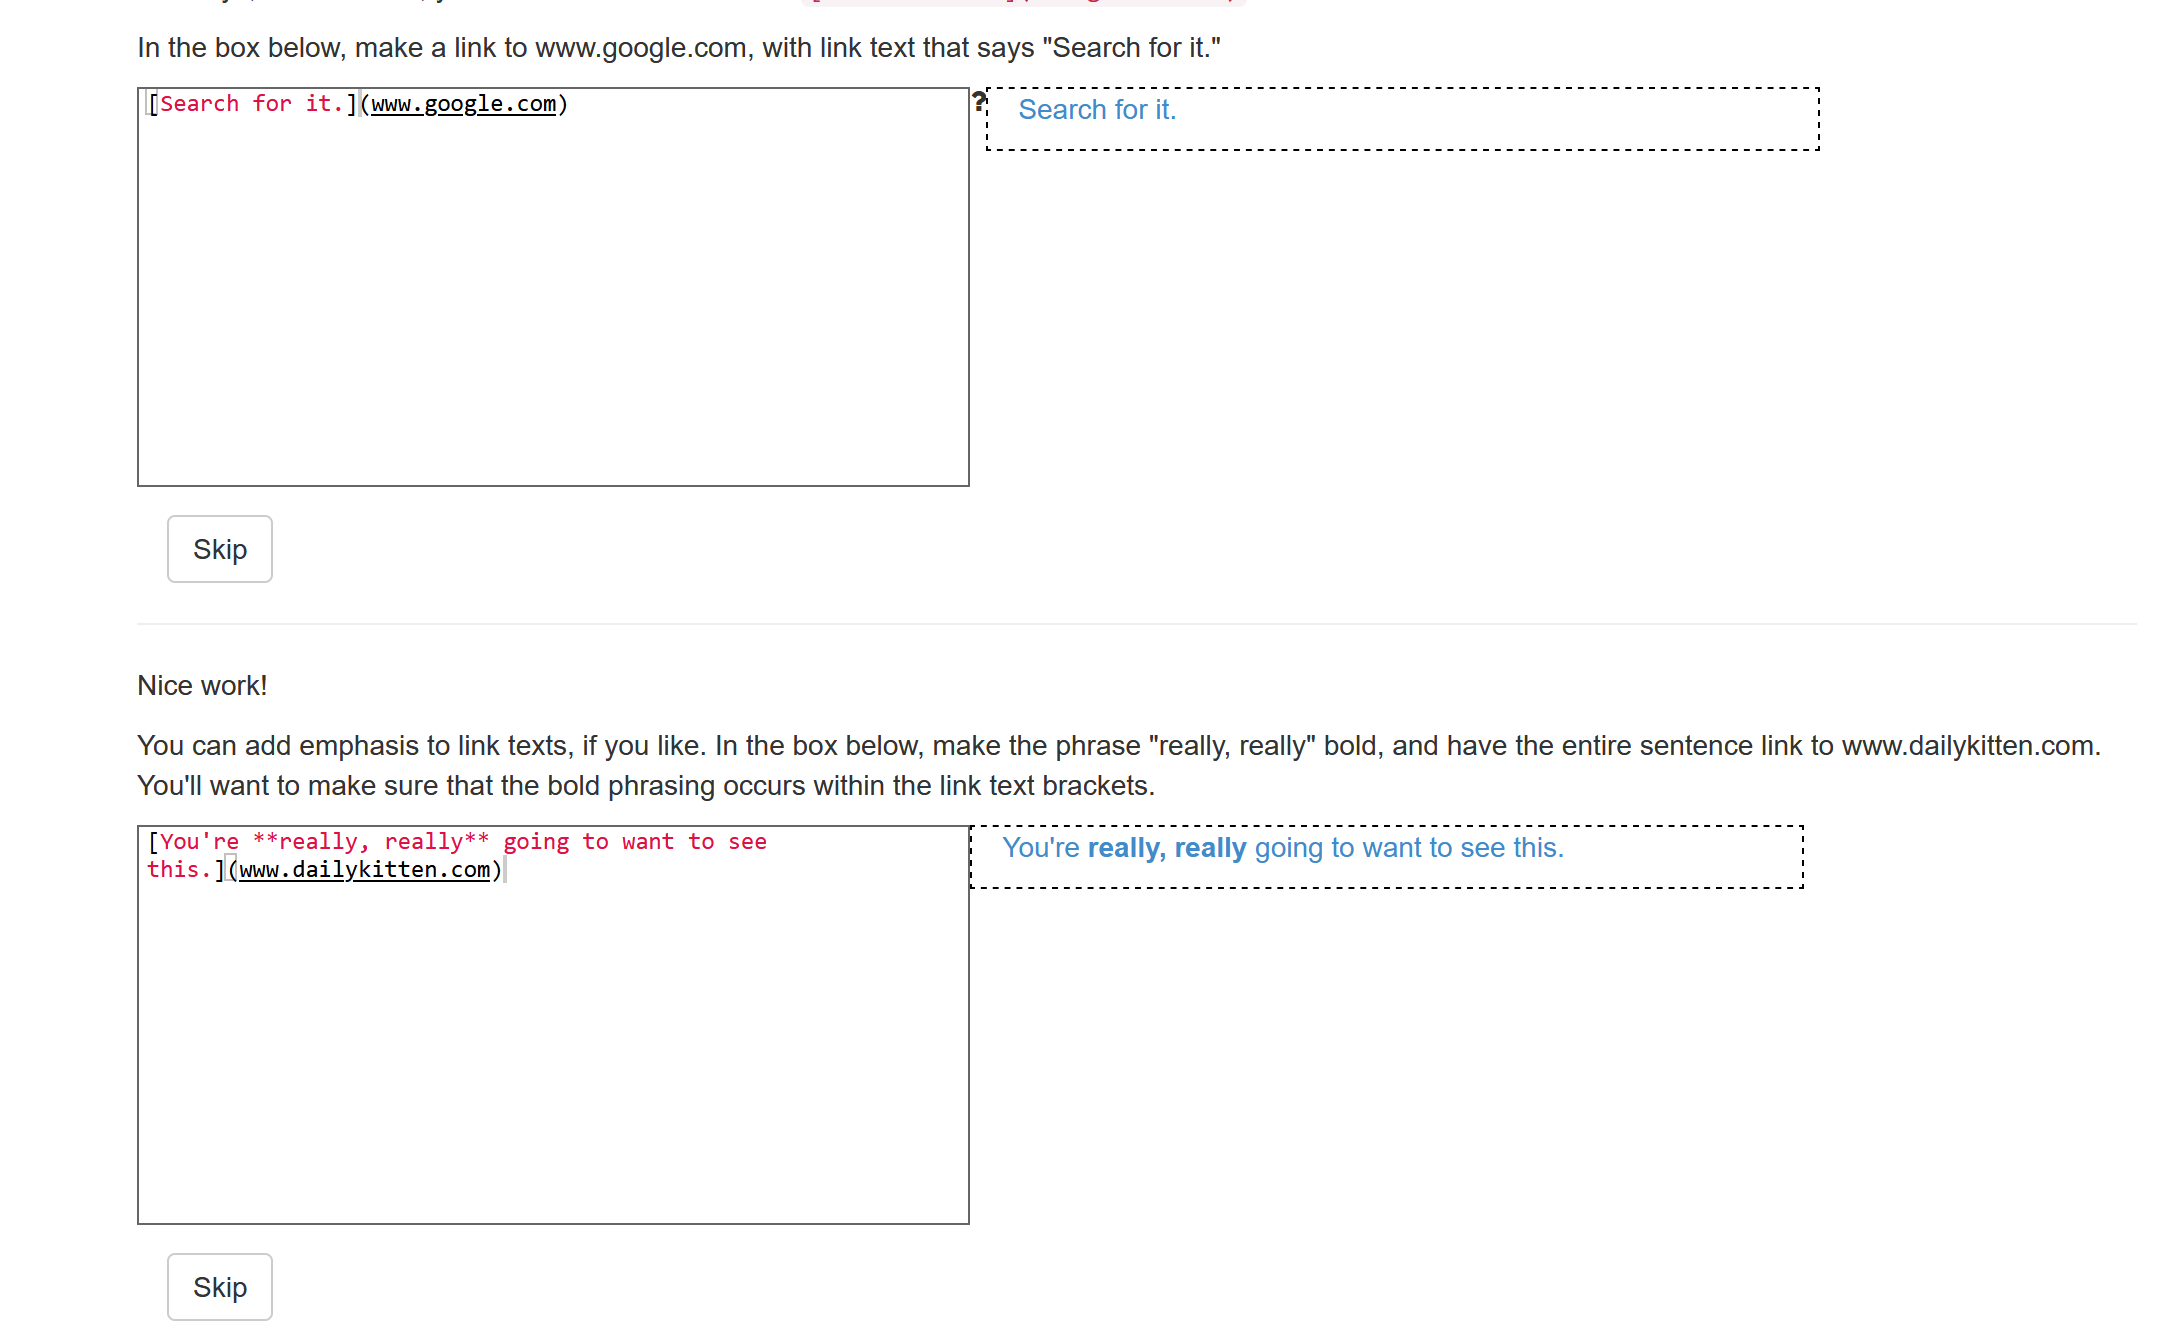 In the box below, make a link to www.google.com, with link text that says "Search for it."
[Search for it.](www.google.com)
?
Search for it.
Skip
Nice work!
You can add emphasis to link texts, if you like. In the box below, make the phrase "really, really" bold, and have the entire sentence link to www.dailykitten.com.
You'll want to make sure that the bold phrasing occurs within the link text brackets.
[You're **really, really** going to want to see
this.](www.dailykitten.com)
You're really, really going to want to see this.
Skip